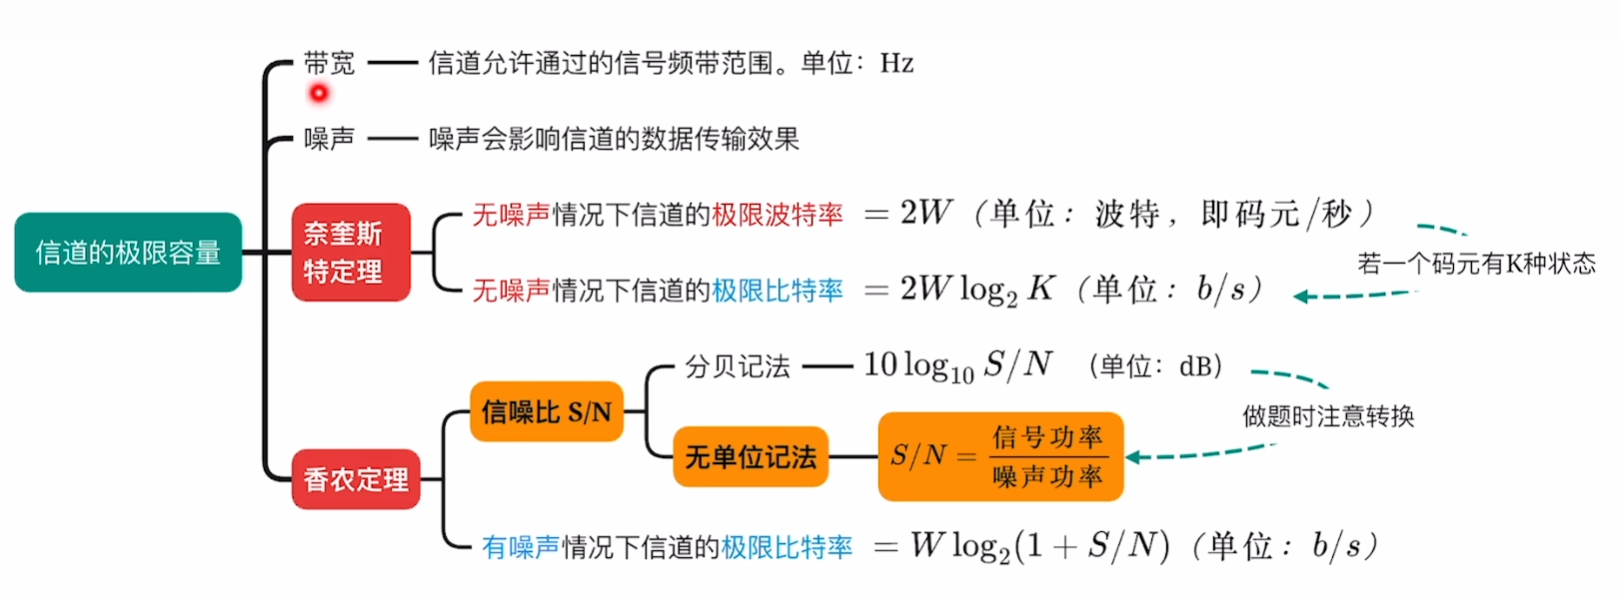 带宽 — 信道允许通过的信号频带范围。单位：Hz
噪声 — 噪声会影响信道的数据传输效果
信道的极限容量
奈奎斯
特定理
无噪声情况下信道的极限波特率 = 2W（单位：波特，即码元/秒）
若一个码元有K种状态
无噪声情况下信道的极限比特率 = 2W log₂ K（单位：b/s）
分贝记法 — 10 log₁₀ S/N （单位：dB）
信噪比 S/N
做题时注意转换
无单位记法 — S/N = 信号功率/噪声功率
香农定理
有噪声情况下信道的极限比特率 = W log₂(1 + S/N)（单位：b/s）